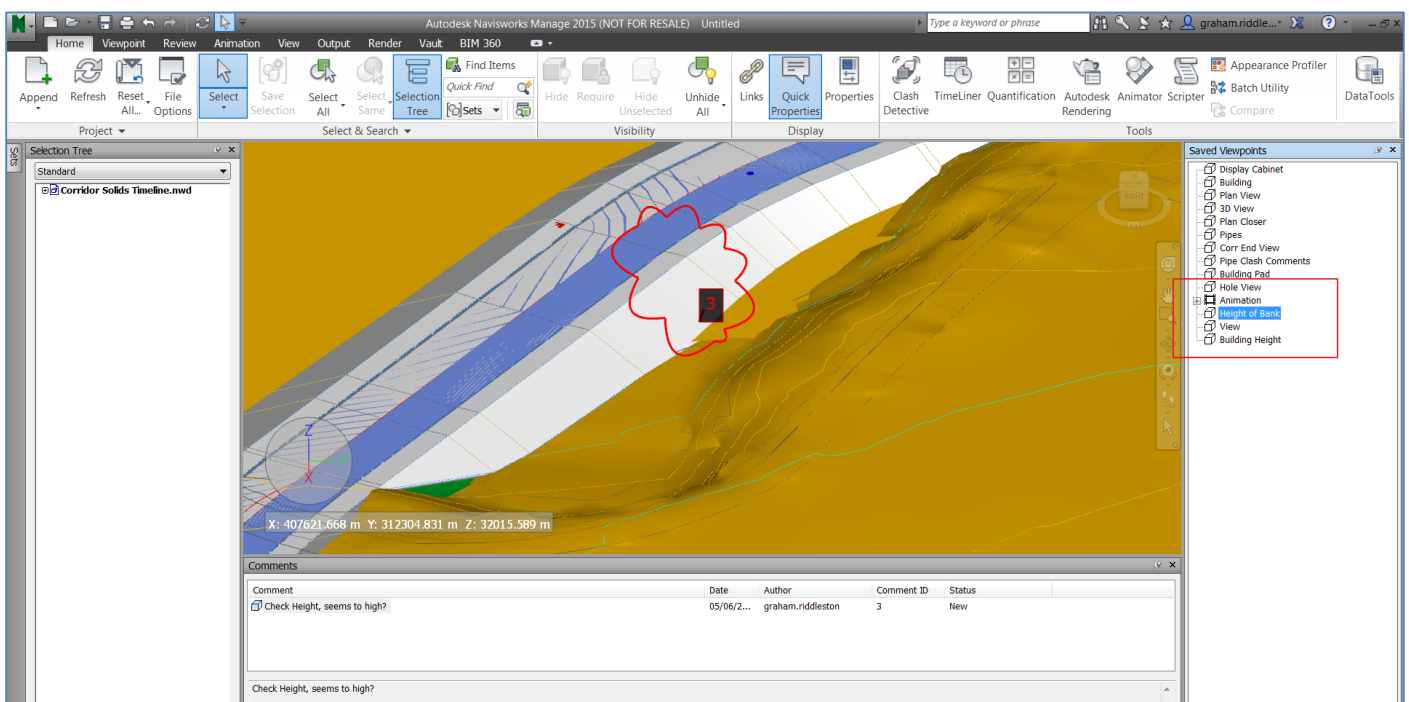 Autodesk Navisworks Manage 2015 (NOT FOR RESALE) Untitled
Type a keyword or phrase
graham.riddle...
Home Viewpoint Review Animation View Output Render Vault BIM 360
Append
Refresh
Reset All...
File Options
Project
Select
Save Selection
Select All
Select Same
Selection Tree
Find Items
Quick Find
Sets
Select & Search
Hide
Require
Hide Unselected
Unhide All
Visibility
Links
Quick Properties
Properties
Display
Clash Detective
TimeLiner
Quantification
Autodesk Rendering
Animator
Scripter
Appearance Profiler
Batch Utility
Compare
Tools
DataTools
Sets
Selection Tree
Standard
Corridor Solids Timeline.nwd
3
Z
Y
X
X: 407621.668 m Y: 312304.831 m Z: 32015.589 m
Saved Viewpoints
Display Cabinet
Building
Plan View
3D View
Plan Closer
Pipes
Corr End View
Pipe Clash Comments
Building Pad
Hole View
Animation
Height of Bank
View
Building Height
Comments
Comment Date Author Comment ID Status
Check Height, seems to high? 05/06/2... graham.riddleston 3 New
Check Height, seems to high?